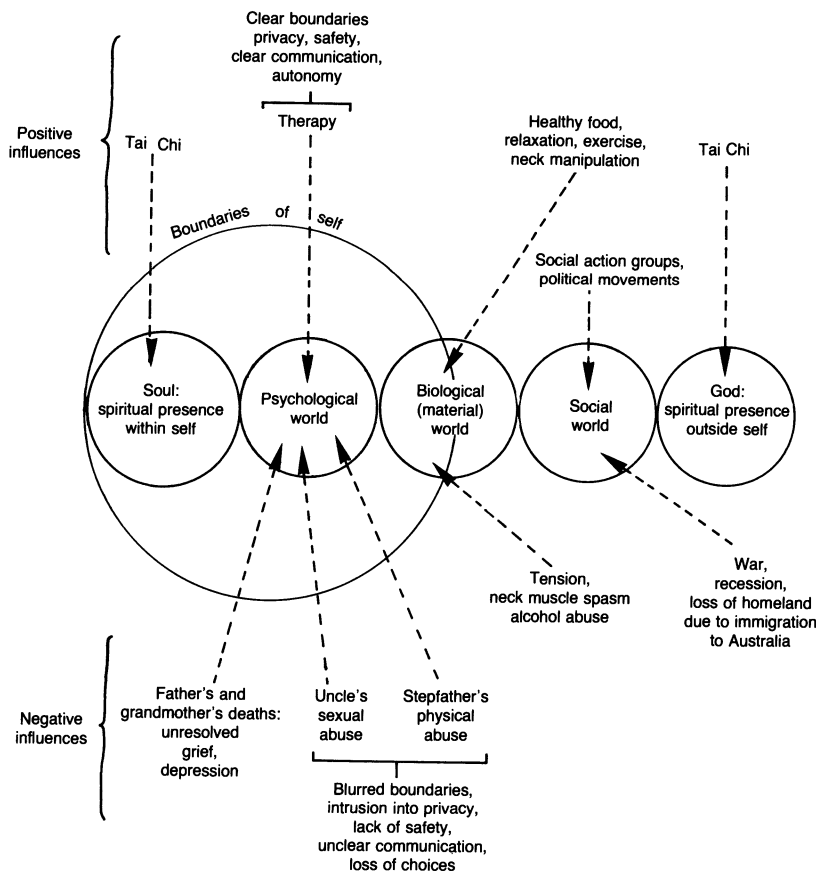 Clear boundaries
privacy, safety,
clear communication,
autonomy
Therapy
Positive
influences
Tai Chi
Healthy food,
relaxation, exercise,
neck manipulation
Tai Chi
Boundaries of self
Social action groups,
political movements
Soul:
spiritual presence
within self
Psychological
world
Biological
(material)
world
Social
world
God:
spiritual presence
outside self
Tension,
neck muscle spasm
alcohol abuse
War,
recession,
loss of homeland
due to immigration
to Australia
Negative
influences
Father's and
grandmother's deaths:
unresolved
grief,
depression
Uncle's
sexual
abuse
Stepfather's
physical
abuse
Blurred boundaries,
intrusion into privacy,
lack of safety,
unclear communication,
loss of choices